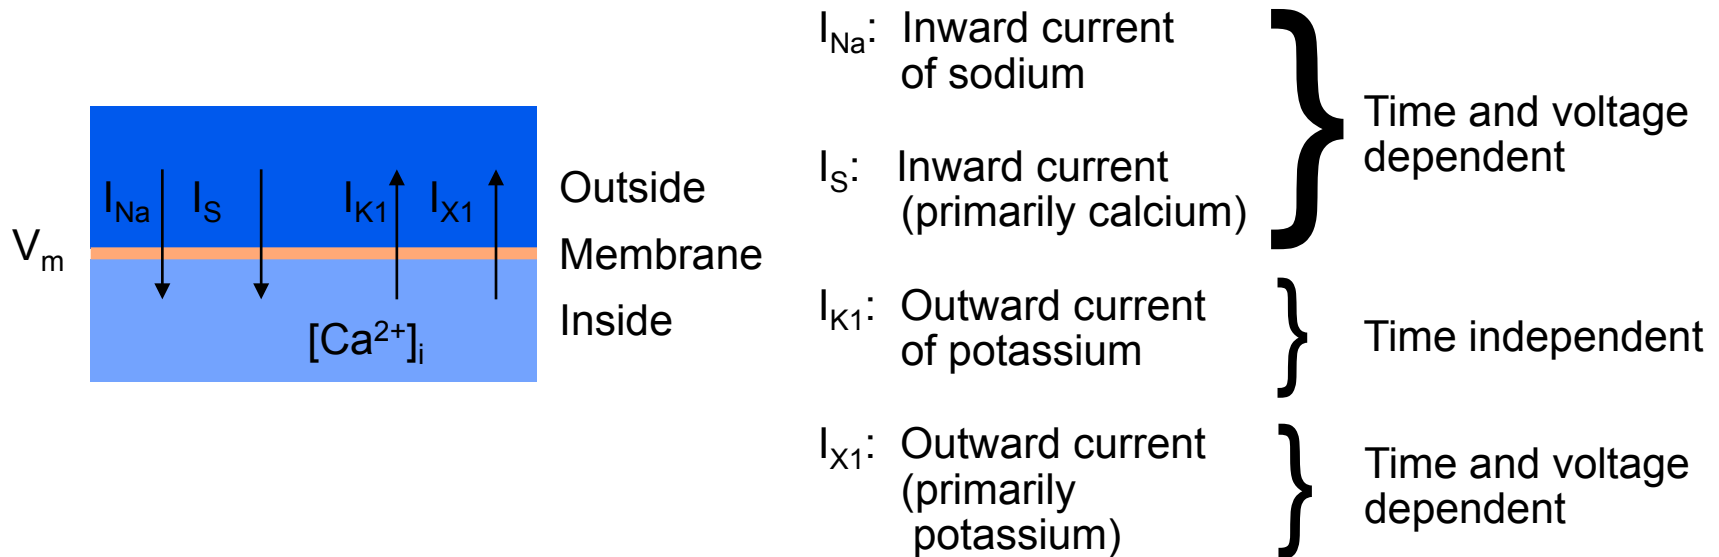 V_m
I_Na I_S I_K1 I_X1
[Ca²⁺]_i
Outside
Membrane
Inside
I_Na: Inward current
of sodium
I_S: Inward current
(primarily calcium)
Time and voltage
dependent
I_K1: Outward current
of potassium
Time independent
I_X1: Outward current
(primarily
potassium)
Time and voltage
dependent